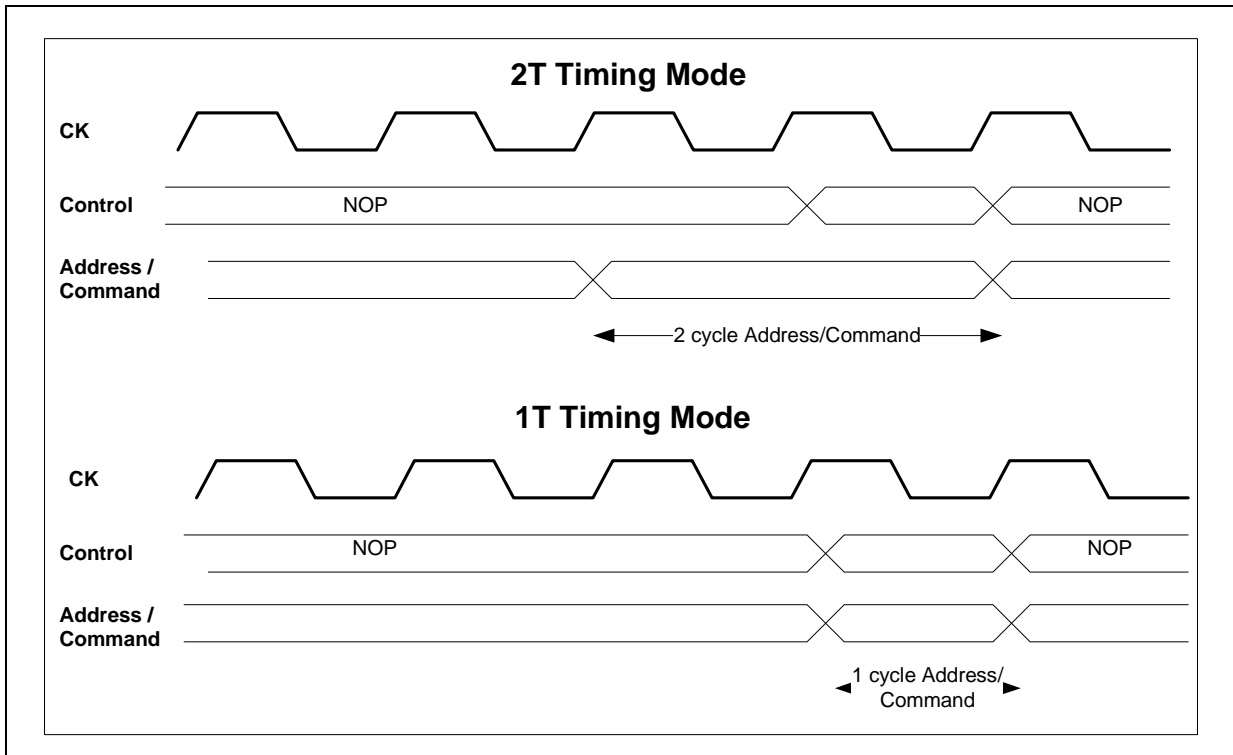 2T Timing Mode
CK
Control
NOP
NOP
Address /
Command
2 cycle Address/Command
1T Timing Mode
CK
Control
NOP
NOP
Address /
Command
1 cycle Address/
Command